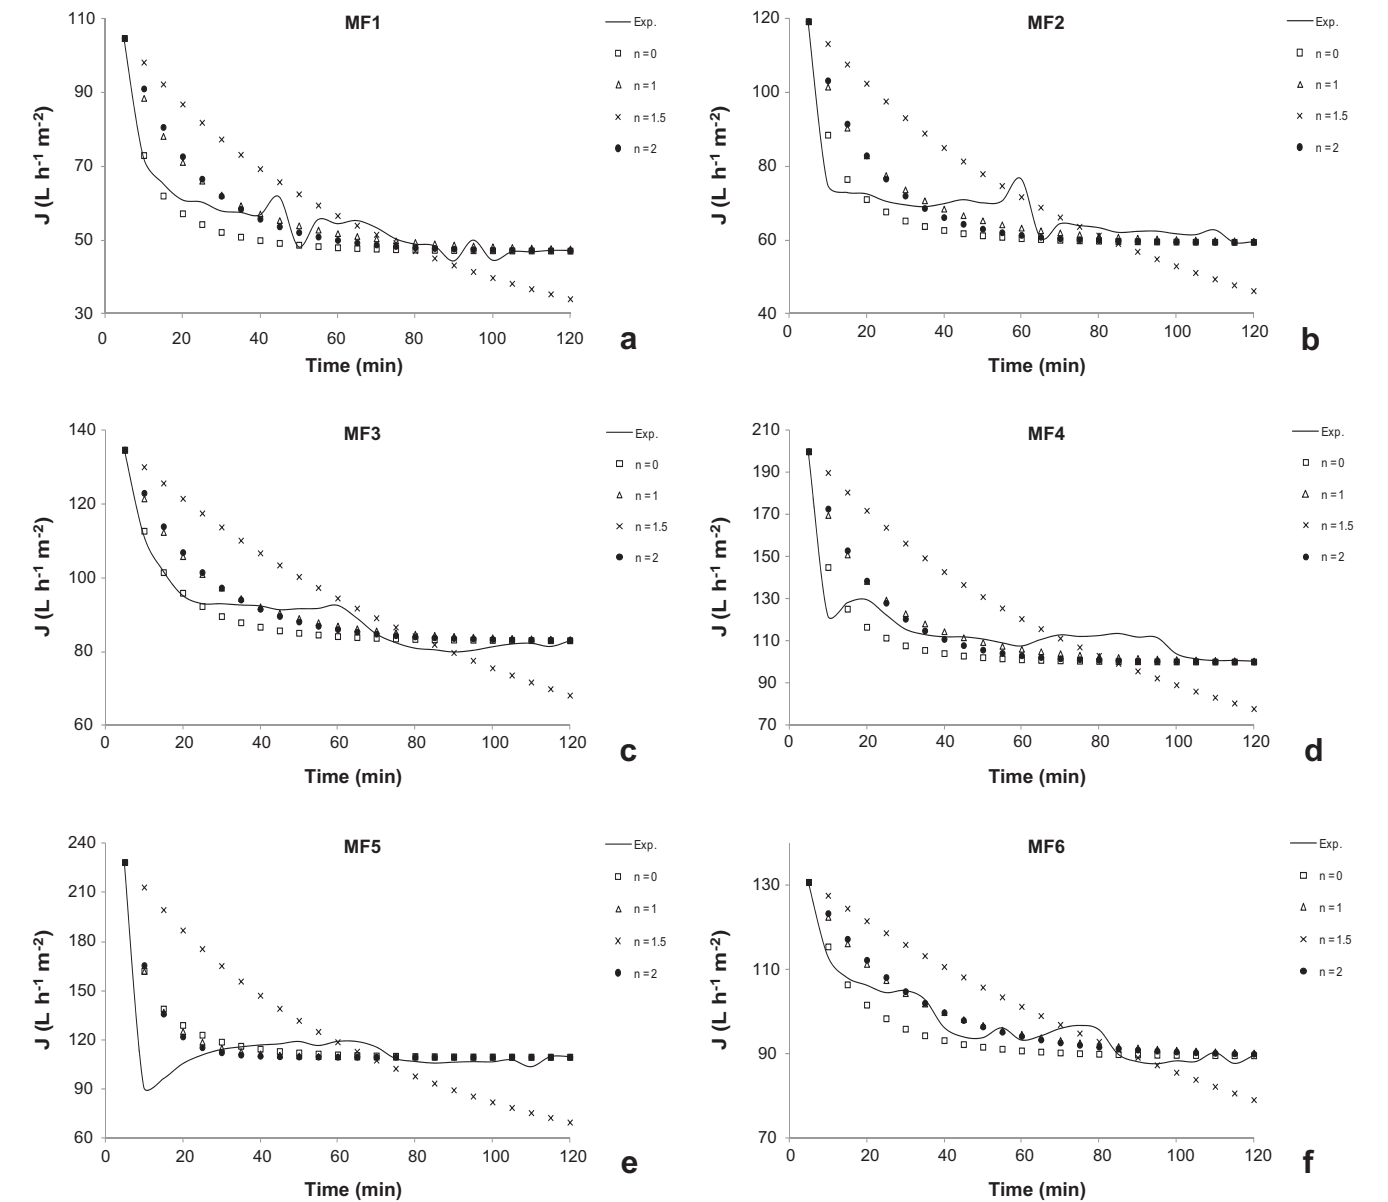 MF1
110
90
70
50
30
J (L h-1 m-2)
0 20 40 60 80 100 120
Time (min)
a
Exp.
n=0
n=1
n=1.5
n=2
MF2
120
100
80
60
40
J (L h-1 m-2)
0 20 40 60 80 100 120
Time (min)
b
Exp.
n=0
n=1
n=1.5
n=2
MF3
140
120
100
80
60
J (L h-1 m-2)
0 20 40 60 80 100 120
Time (min)
c
Exp.
n=0
n=1
n=1.5
n=2
MF4
210
190
170
150
130
110
90
70
J (L h-1 m-2)
0 20 40 60 80 100 120
Time (min)
d
Exp.
n=0
n=1
n=1.5
n=2
MF5
240
210
180
150
120
90
60
J (L h-1 m-2)
0 20 40 60 80 100 120
Time (min)
e
Exp.
n=0
n=1
n=1.5
n=2
MF6
130
110
90
70
J (L h-1 m-2)
0 20 40 60 80 100 120
Time (min)
f
Exp.
n=0
n=1
n=1.5
n=2